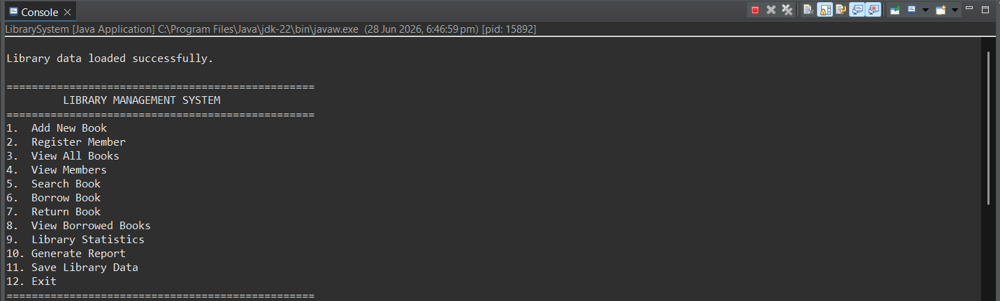 Console
LibrarySystem [Java Application] C:\Program Files\Java\jdk-22\bin\javaw.exe (28 Jun 2026, 6:46:59 pm) [pid: 15892]
Library data loaded successfully.
=================================================
LIBRARY MANAGEMENT SYSTEM
=================================================
1.  Add New Book
2.  Register Member
3.  View All Books
4.  View Members
5.  Search Book
6.  Borrow Book
7.  Return Book
8.  View Borrowed Books
9.  Library Statistics
10. Generate Report
11. Save Library Data
12. Exit
=================================================